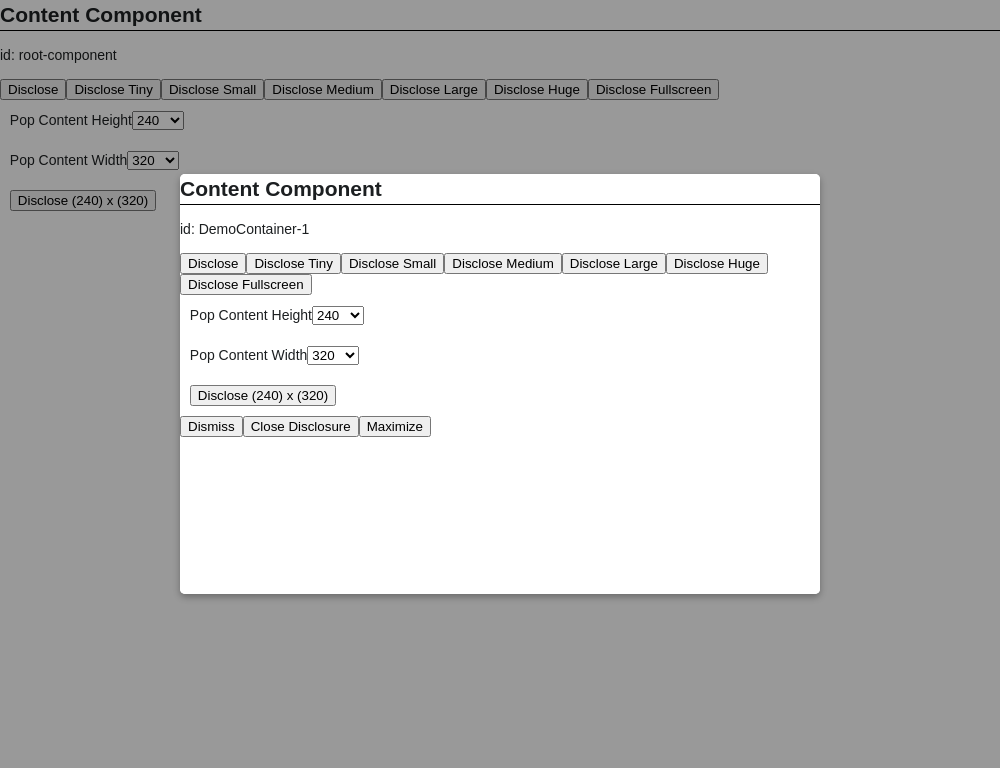 Content Component
id: root-component
Disclose Disclose Tiny Disclose Small Disclose Medium Disclose Large Disclose Huge Disclose Fullscreen
Pop Content Height 240
Pop Content Width 320
Disclose (240) x (320)
Content Component
id: DemoContainer-1
Disclose Disclose Tiny Disclose Small Disclose Medium Disclose Large Disclose Huge
Disclose Fullscreen
Pop Content Height 240
Pop Content Width 320
Disclose (240) x (320)
Dismiss Close Disclosure Maximize